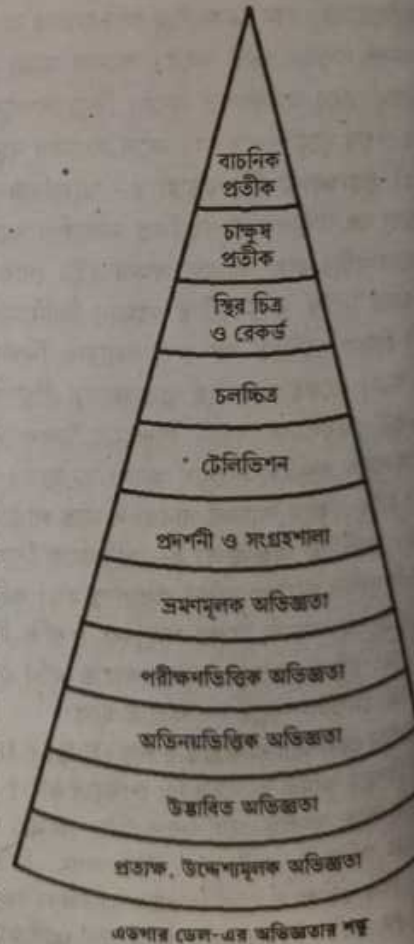 বাচনিক
প্রতীক
চাক্ষুষ
প্রতীক
স্থির চিত্র
ও রেকর্ড
চলচ্চিত্র
টেলিভিশন
প্রদর্শনী ও সংগ্রহশালা
ভ্রমণমূলক অভিজ্ঞতা
পরীক্ষণভিত্তিক অভিজ্ঞতা
অভিনয়ভিত্তিক অভিজ্ঞতা
উদ্ভাবিত অভিজ্ঞতা
প্রত্যক্ষ, উদ্দেশ্যমূলক অভিজ্ঞতা
এডগার ডেল-এর অভিজ্ঞতার শঙ্কু